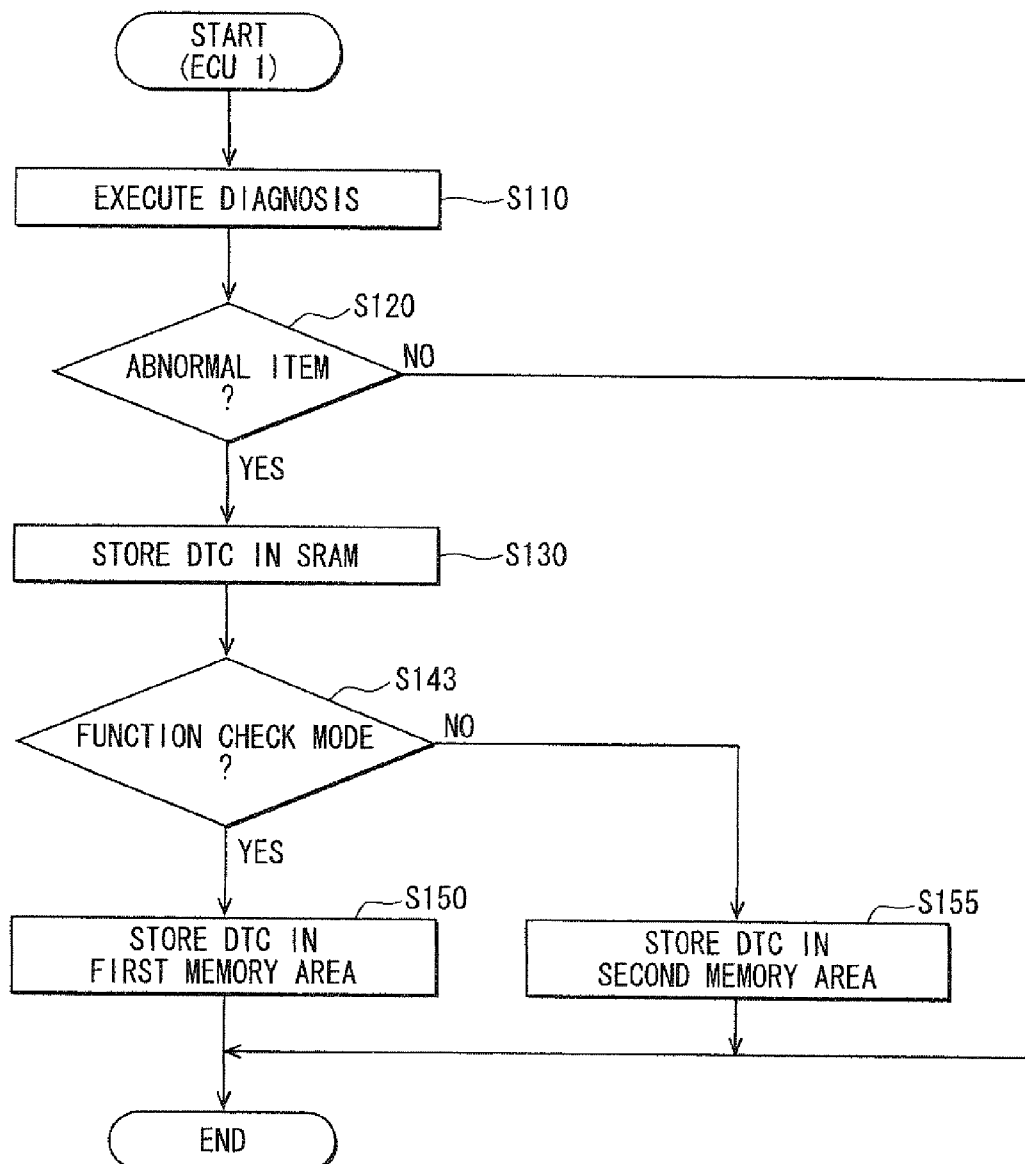 START
(ECU 1)
EXECUTE DIAGNOSIS
S110
S120
ABNORMAL ITEM
?
NO
YES
STORE DTC IN SRAM
S130
S143
FUNCTION CHECK MODE
?
NO
YES
S150
STORE DTC IN
FIRST MEMORY AREA
S155
STORE DTC IN
SECOND MEMORY AREA
END